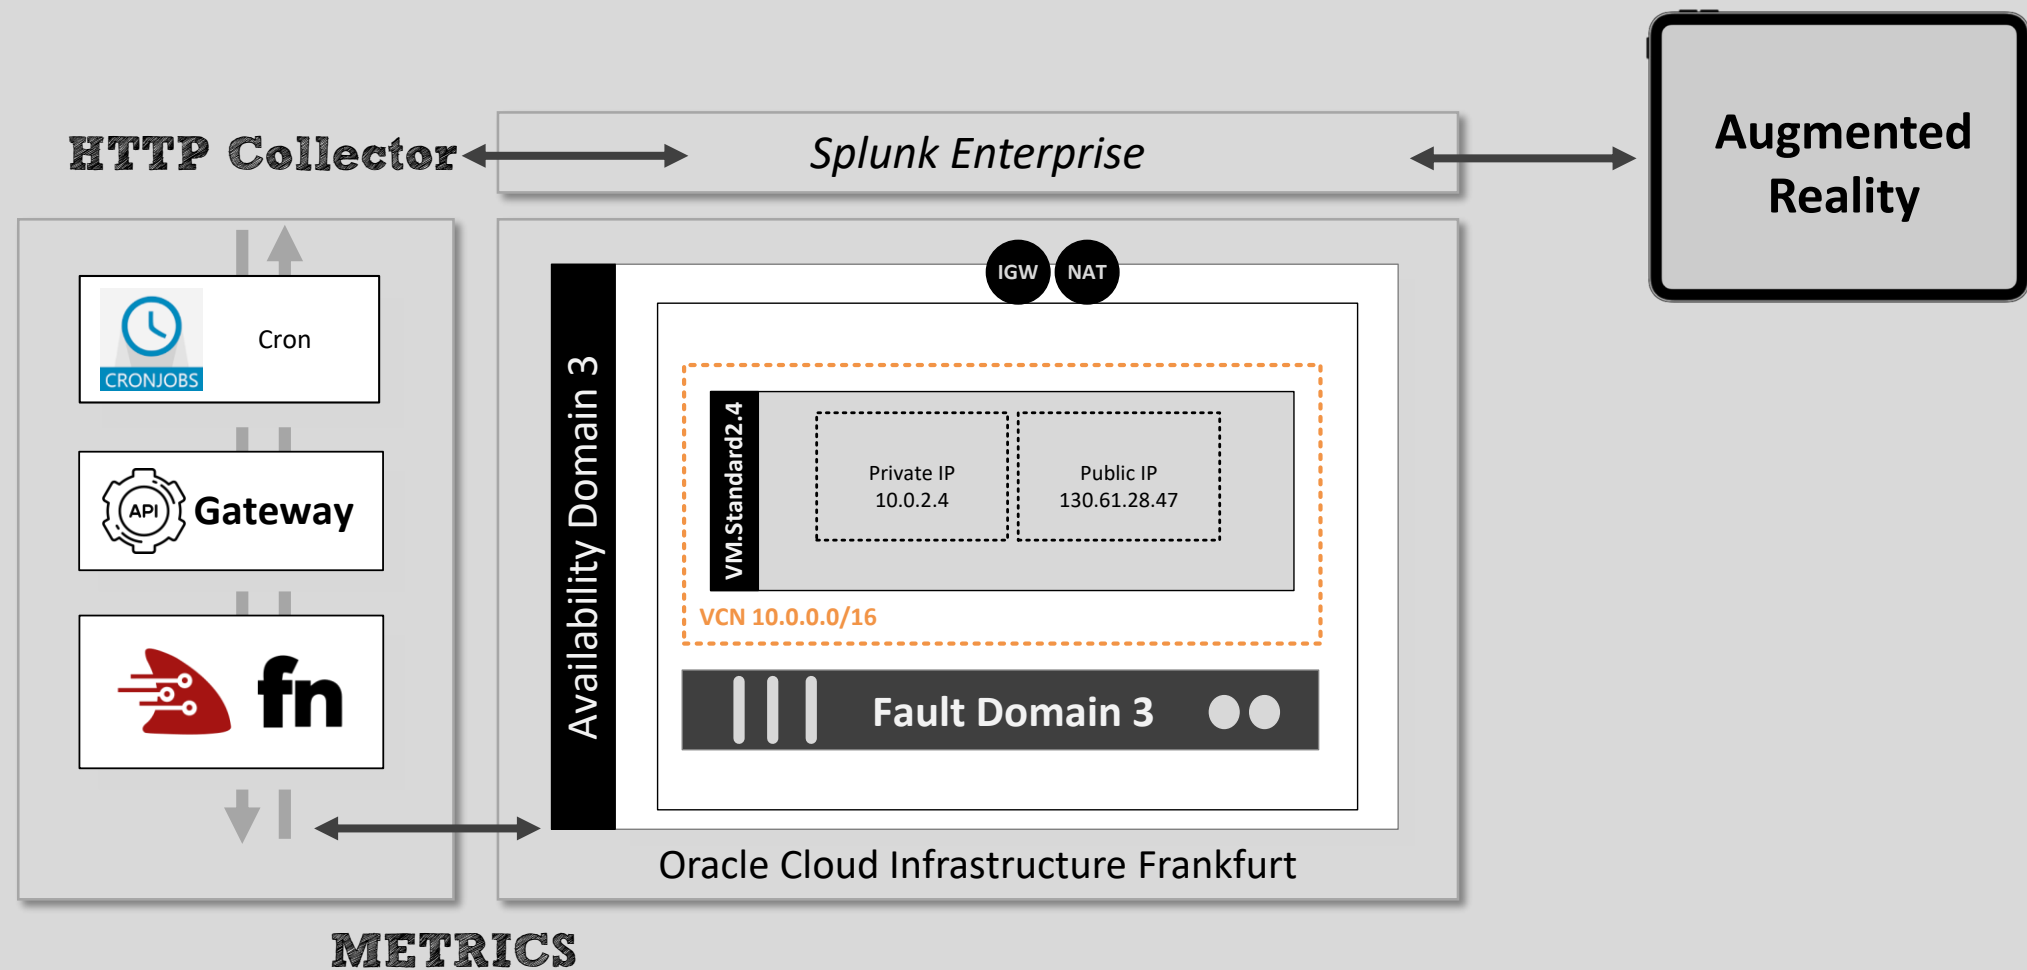 HTTP Collector
Splunk Enterprise
Augmented
Reality
CRONJOBS
Cron
API
Gateway
fn
IGW
NAT
Availability Domain 3
VM.Standard2.4
Private IP
10.0.2.4
Public IP
130.61.28.47
VCN 10.0.0.0/16
Fault Domain 3
Oracle Cloud Infrastructure Frankfurt
METRICS